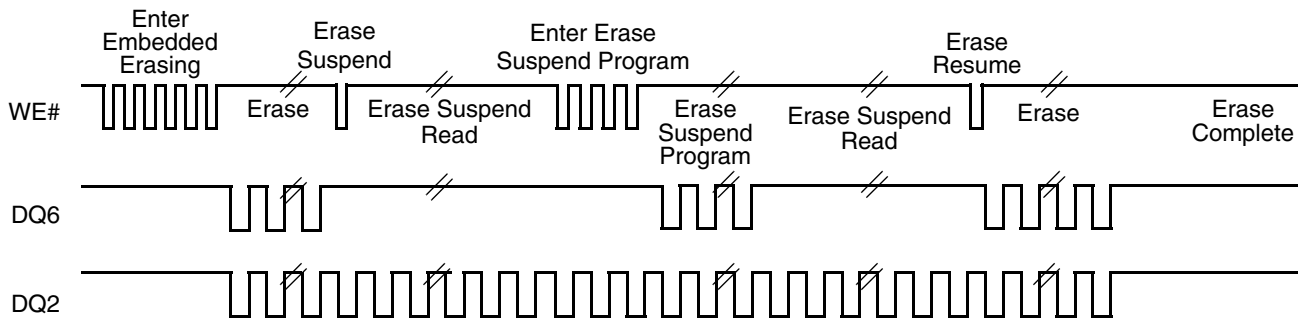 Enter
Embedded
Erasing
Erase
Suspend
Enter Erase
Suspend Program
Erase
Resume
WE#
Erase
Erase Suspend
Read
Erase
Suspend
Program
Erase Suspend
Read
Erase
Erase
Complete
DQ6
DQ2